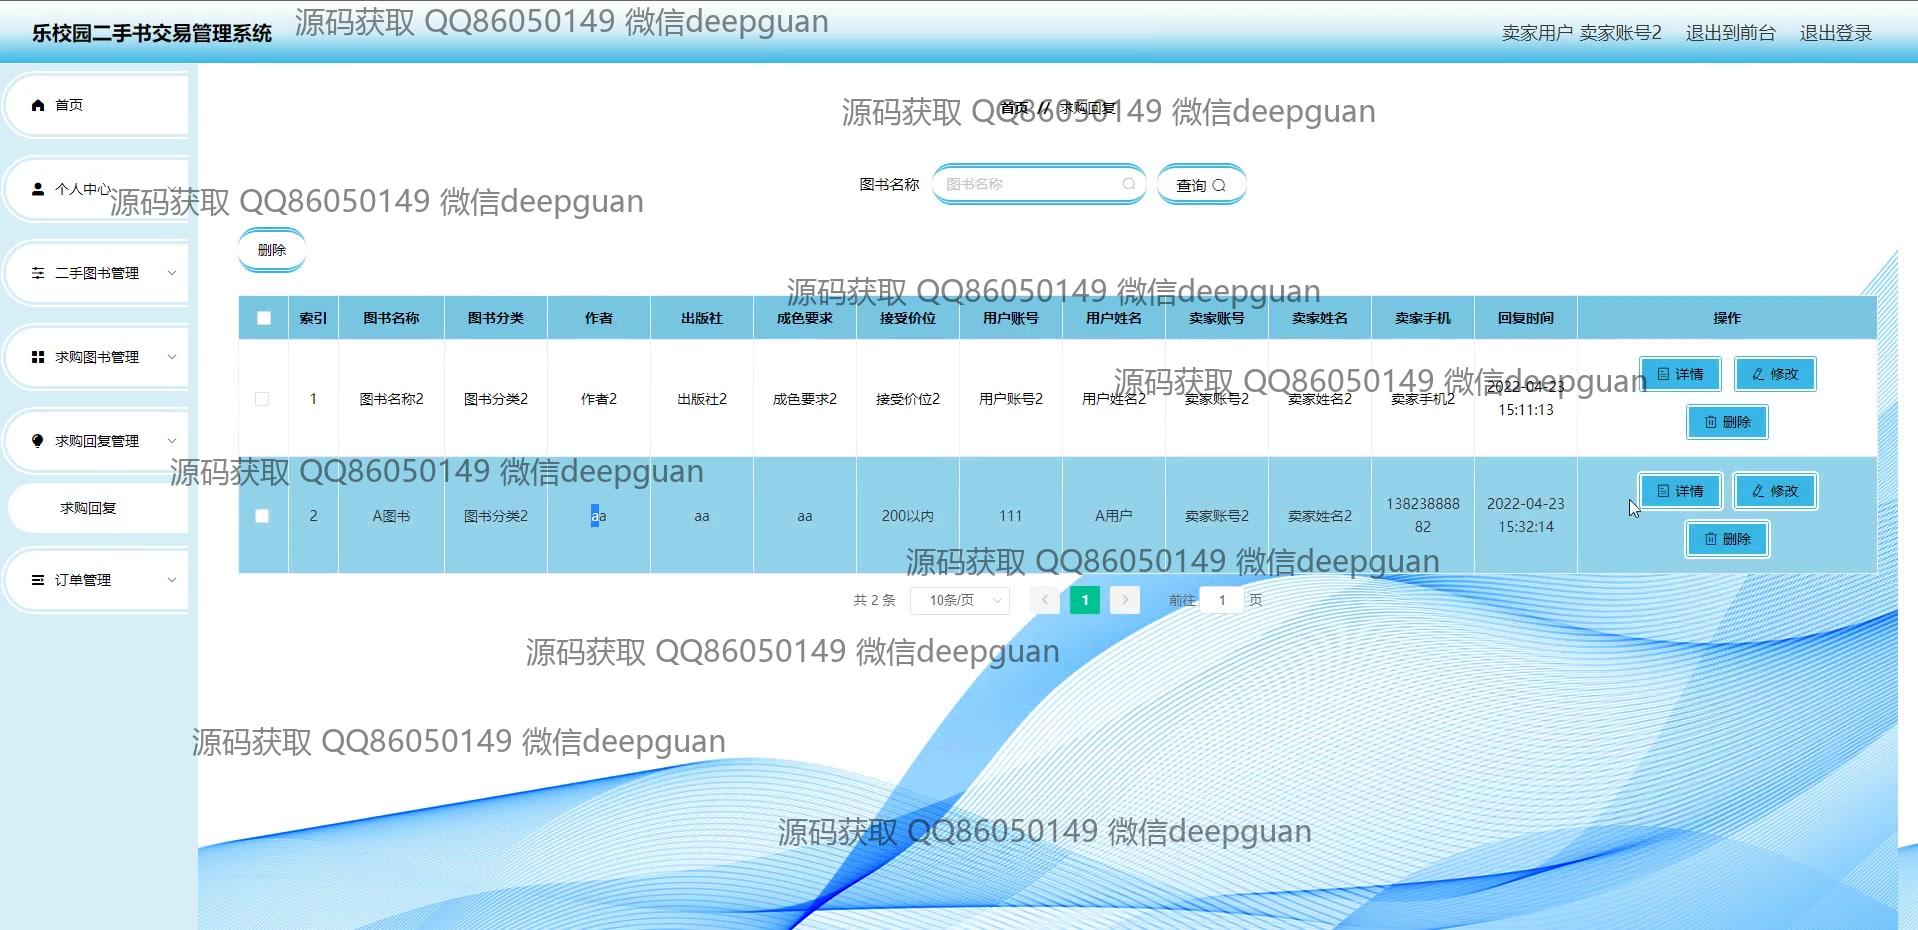 乐校园二手书交易管理系统
源码获取 QQ86050149 微信deepguan
卖家用户 卖家账号2 退出到前台 退出登录
首页
首页 // 求购回复
源码获取 QQ86050149 微信deepguan
图书名称 图书名称 查询
个人中心
源码获取 QQ86050149 微信deepguan
删除
二手图书管理
源码获取 QQ86050149 微信deepguan
索引 图书名称 图书分类 作者 出版社 成色要求 接受价位 用户账号 用户姓名 卖家账号 卖家姓名 卖家手机 回复时间 操作
求购图书管理
源码获取 QQ86050149 微信deepguan
1 图书名称2 图书分类2 作者2 出版社2 成色要求2 接受价位2 用户账号2 用户姓名2 卖家账号2 卖家姓名2 卖家手机2 2022-04-23 详情 修改
15:11:13 删除
求购回复管理
源码获取 QQ86050149 微信deepguan
求购回复
2 A图书 图书分类2 aa aa aa 200以内 111 A用户 卖家账号2 卖家姓名2 138238888 2022-04-23 详情 修改
82 15:32:14 删除
源码获取 QQ86050149 微信deepguan
订单管理
共 2 条 10条/页 1 前往 1 页
源码获取 QQ86050149 微信deepguan
源码获取 QQ86050149 微信deepguan
源码获取 QQ86050149 微信deepguan